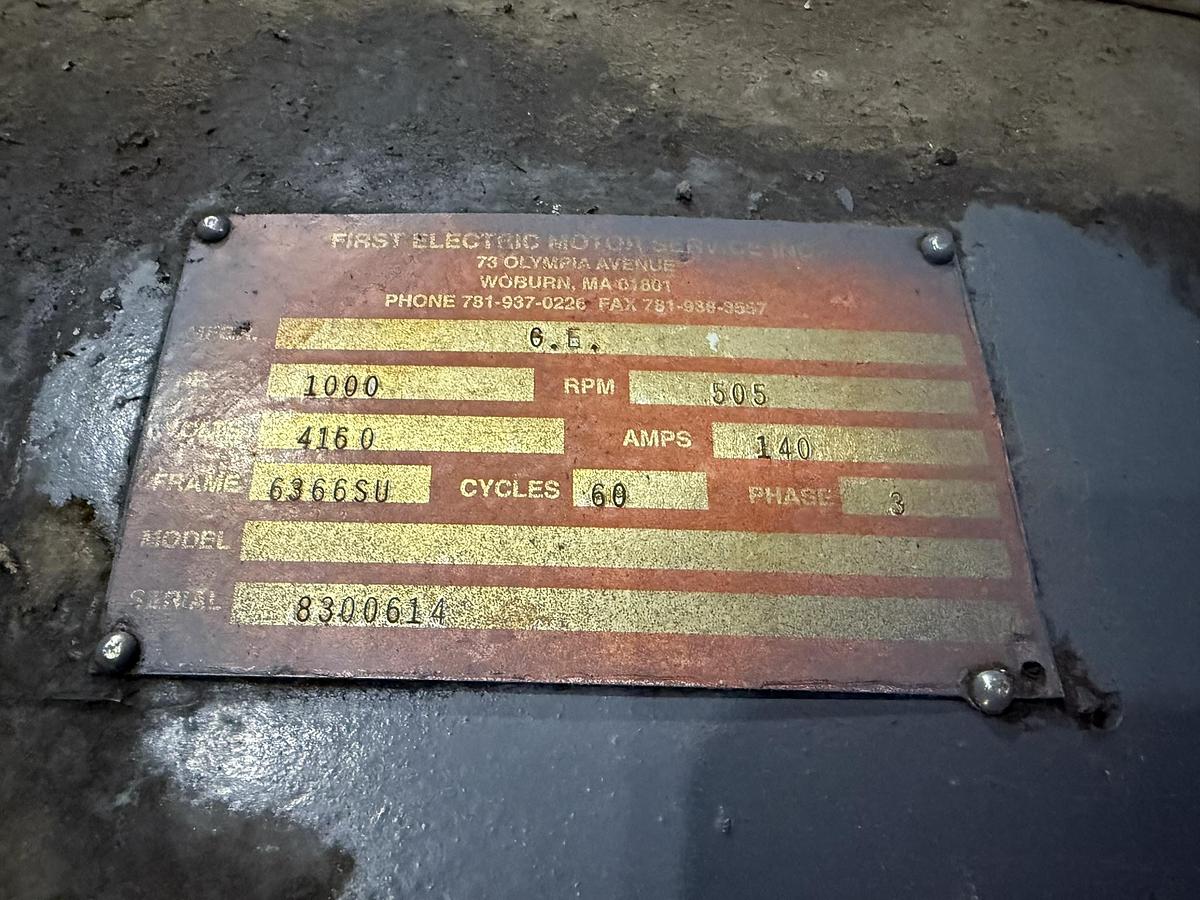 FIRST ELECTRIC MOTOR SERVICE INC
73 OLYMPIA AVENUE
WOBURN, MA 01801
PHONE 781-937-0226 FAX 781-938-3557
G.E.
1000 RPM 505
4160 AMPS 140
FRAME 6366SU CYCLES 60 PHASE 3
MODEL
SERIAL 8300614